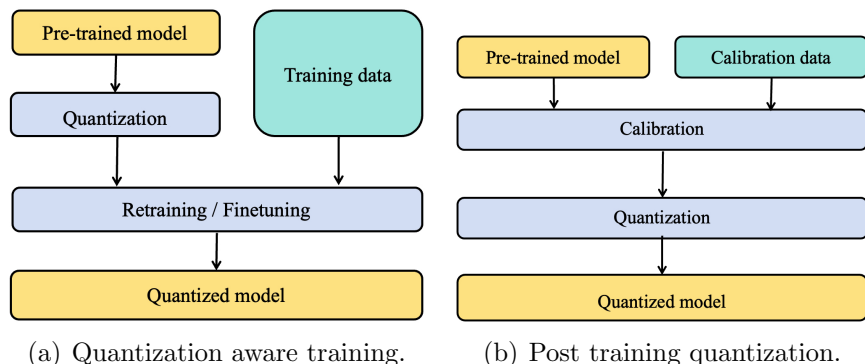 Pre-trained model
Training data
Quantization
Retraining / Finetuning
Quantized model
(a) Quantization aware training.
Pre-trained model
Calibration data
Calibration
Quantization
Quantized model
(b) Post training quantization.